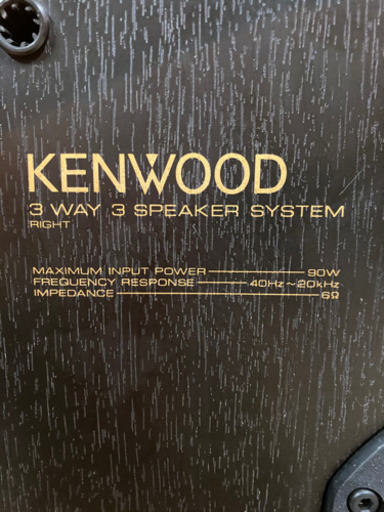 KENWOOD
3 WAY 3 SPEAKER SYSTEM
RIGHT
MAXIMUM INPUT POWER 90W
FREQUENCY RESPONSE 40Hz~20kHz
IMPEDANCE 6Ω